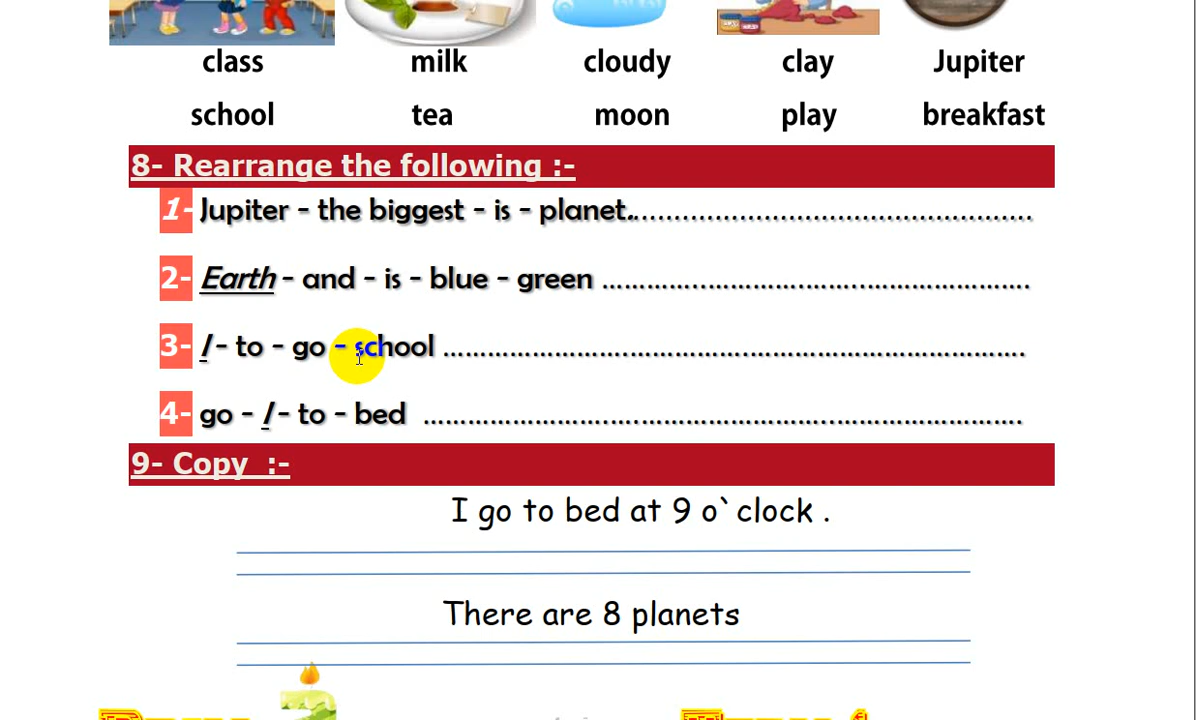 class milk cloudy clay Jupiter
school tea moon play breakfast
8- Rearrange the following :-
1- Jupiter - the biggest - is - planet..............................................
2- Earth - and - is - blue - green ..............................................
3- I - to - go - school ..............................................
4- go - I - to - bed ..............................................
9- Copy :-
I go to bed at 9 o`clock .
There are 8 planets